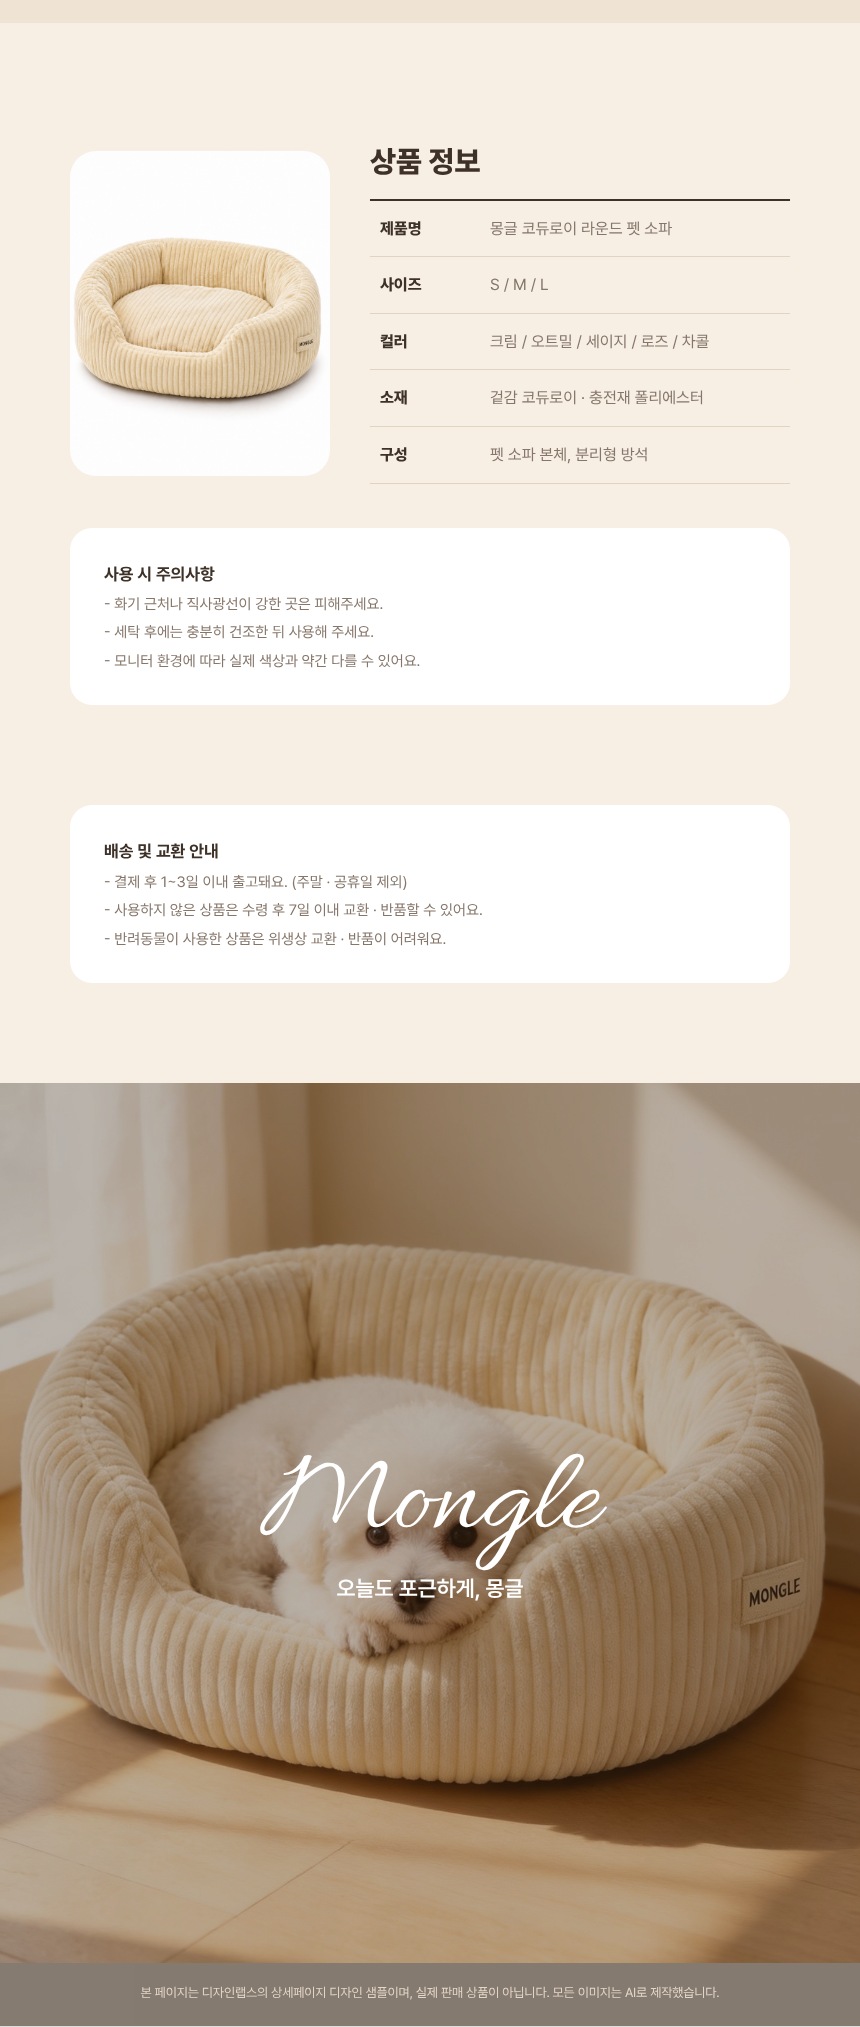 상품 정보
제품명 몽글 코듀로이 라운드 펫 소파
사이즈 S / M / L
컬러 크림 / 오트밀 / 세이지 / 로즈 / 차콜
소재 겉감 코듀로이 · 충전재 폴리에스터
구성 펫 소파 본체, 분리형 방석
MONGLE
사용 시 주의사항
- 화기 근처나 직사광선이 강한 곳은 피해주세요.
- 세탁 후에는 충분히 건조한 뒤 사용해 주세요.
- 모니터 환경에 따라 실제 색상과 약간 다를 수 있어요.
배송 및 교환 안내
- 결제 후 1~3일 이내 출고돼요. (주말 · 공휴일 제외)
- 사용하지 않은 상품은 수령 후 7일 이내 교환 · 반품할 수 있어요.
- 반려동물이 사용한 상품은 위생상 교환 · 반품이 어려워요.
Mongle
오늘도 포근하게, 몽글
MONGLE
본 페이지는 디자인랩스의 상세페이지 디자인 샘플이며, 실제 판매 상품이 아닙니다. 모든 이미지는 AI로 제작했습니다.